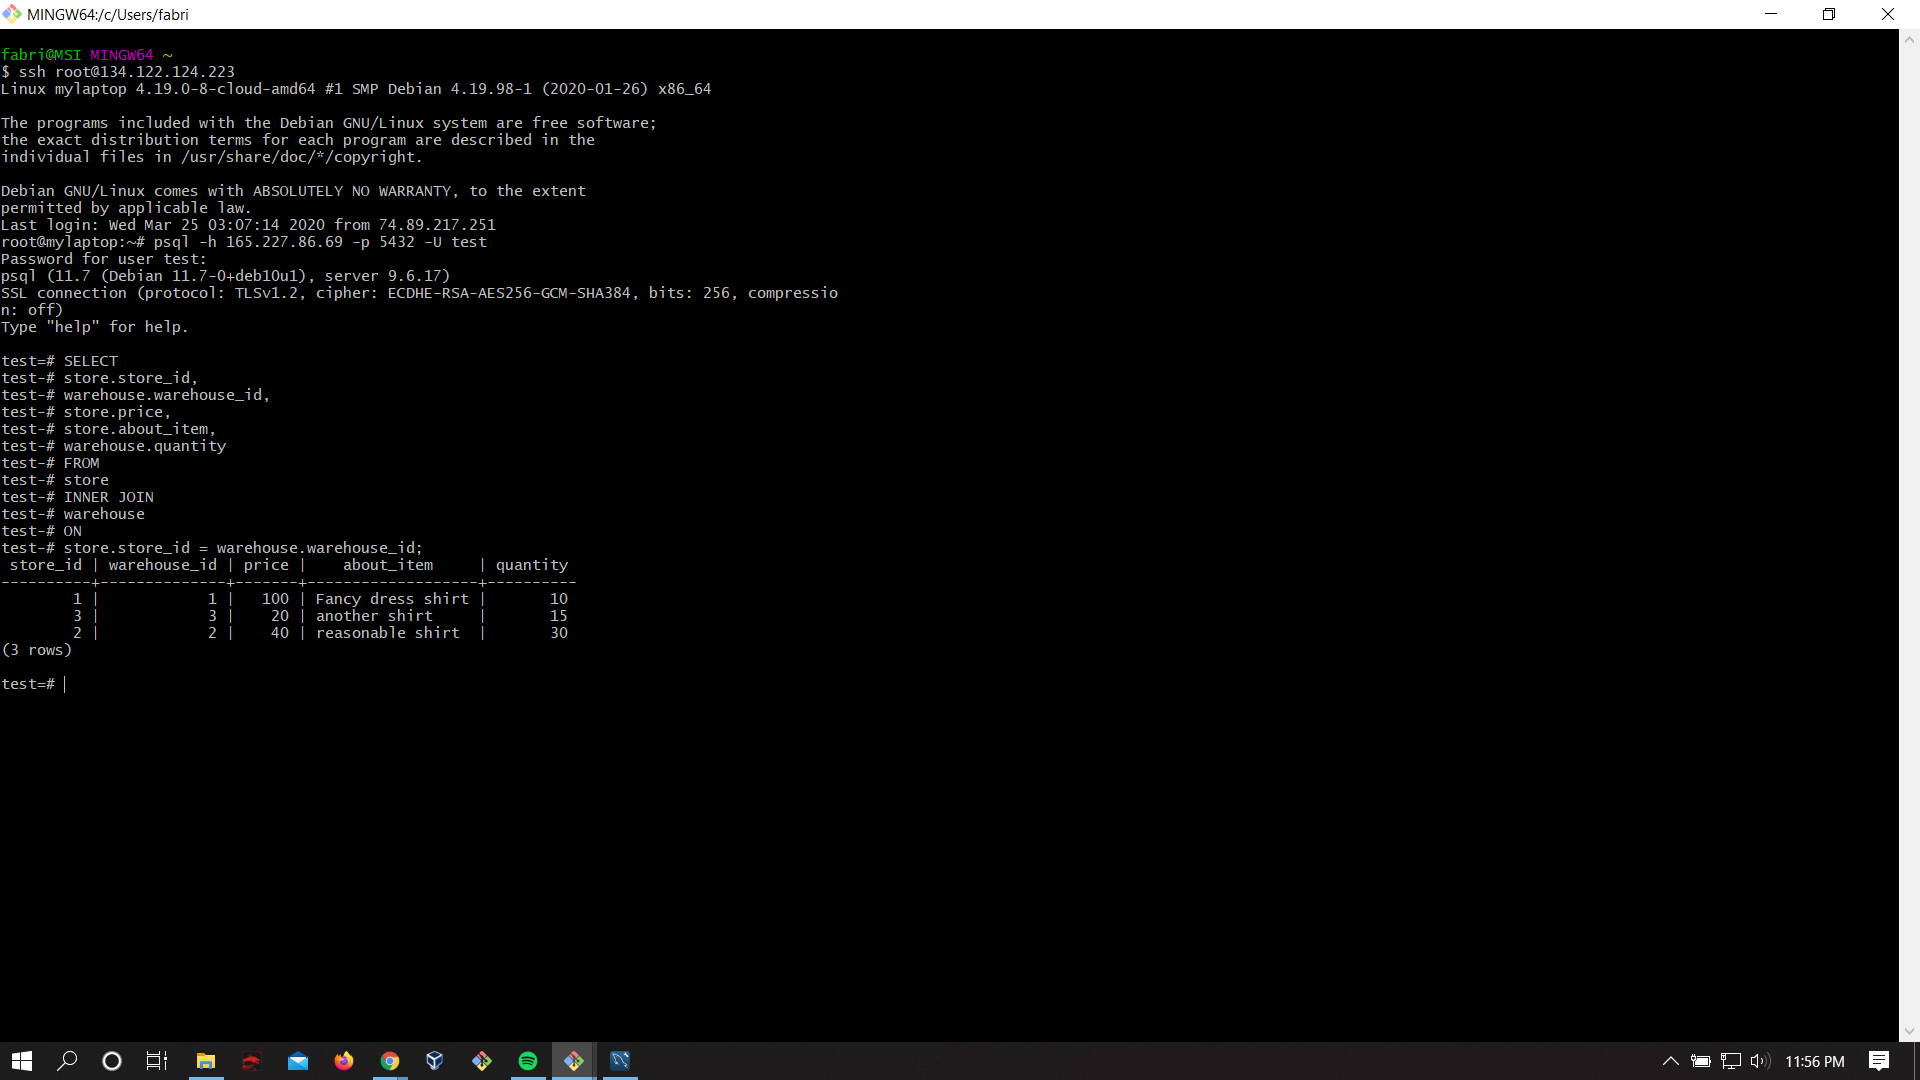 MINGW64:/c/Users/fabri
fabri@MSI MINGW64 ~
$ ssh root@134.122.124.223
Linux mylaptop 4.19.0-8-cloud-amd64 #1 SMP Debian 4.19.98-1 (2020-01-26) x86_64
The programs included with the Debian GNU/Linux system are free software;
the exact distribution terms for each program are described in the
individual files in /usr/share/doc/*/copyright.
Debian GNU/Linux comes with ABSOLUTELY NO WARRANTY, to the extent
permitted by applicable law.
Last login: Wed Mar 25 03:07:14 2020 from 74.89.217.251
root@mylaptop:~# psql -h 165.227.86.69 -p 5432 -U test
Password for user test:
psql (11.7 (Debian 11.7-0+deb10u1), server 9.6.17)
SSL connection (protocol: TLSv1.2, cipher: ECDHE-RSA-AES256-GCM-SHA384, bits: 256, compressio
n: off)
Type "help" for help.
test=# SELECT
test-# store.store_id,
test-# warehouse.warehouse_id,
test-# store.price,
test-# store.about_item,
test-# warehouse.quantity
test-# FROM
test-# store
test-# INNER JOIN
test-# warehouse
test-# ON
test-# store.store_id = warehouse.warehouse_id;
 store_id | warehouse_id | price |    about_item     | quantity
----------+--------------+-------+-------------------+----------
        1 |            1 |   100 | Fancy dress shirt |       10
        3 |            3 |    20 | another shirt     |       15
        2 |            2 |    40 | reasonable shirt  |       30
(3 rows)
test=#
11:56 PM